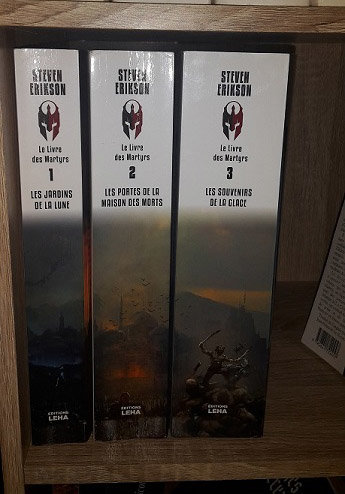 STEVEN
ERIKSON
Le Livre
des Martyrs
1
LES JARDINS
DE LA LUNE
EDITIONS
LEHA
STEVEN
ERIKSON
Le Livre
des Martyrs
2
LES PORTES DE LA
MAISON DES MORTS
EDITIONS
LEHA
STEVEN
ERIKSON
Le Livre
des Martyrs
3
LES SOUVENIRS
DE LA GLACE
EDITIONS
LEHA